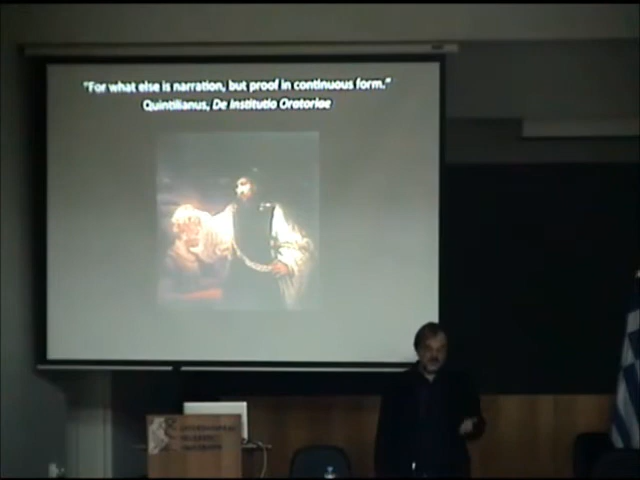 "For what else is narration, but proof in continuous form."
Quintilianus, De Institutio Oratoriae